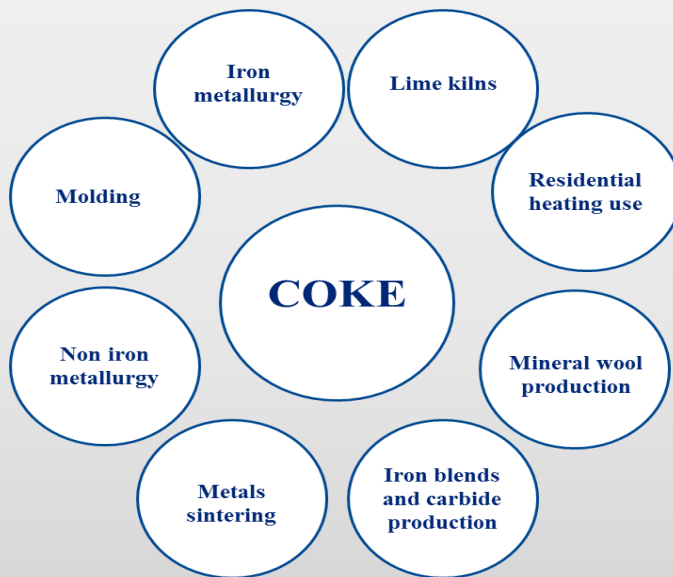 Iron
metallurgy
Lime kilns
Residential
heating use
Molding
COKE
Non iron
metallurgy
Mineral wool
production
Metals
sintering
Iron blends
and carbide
production